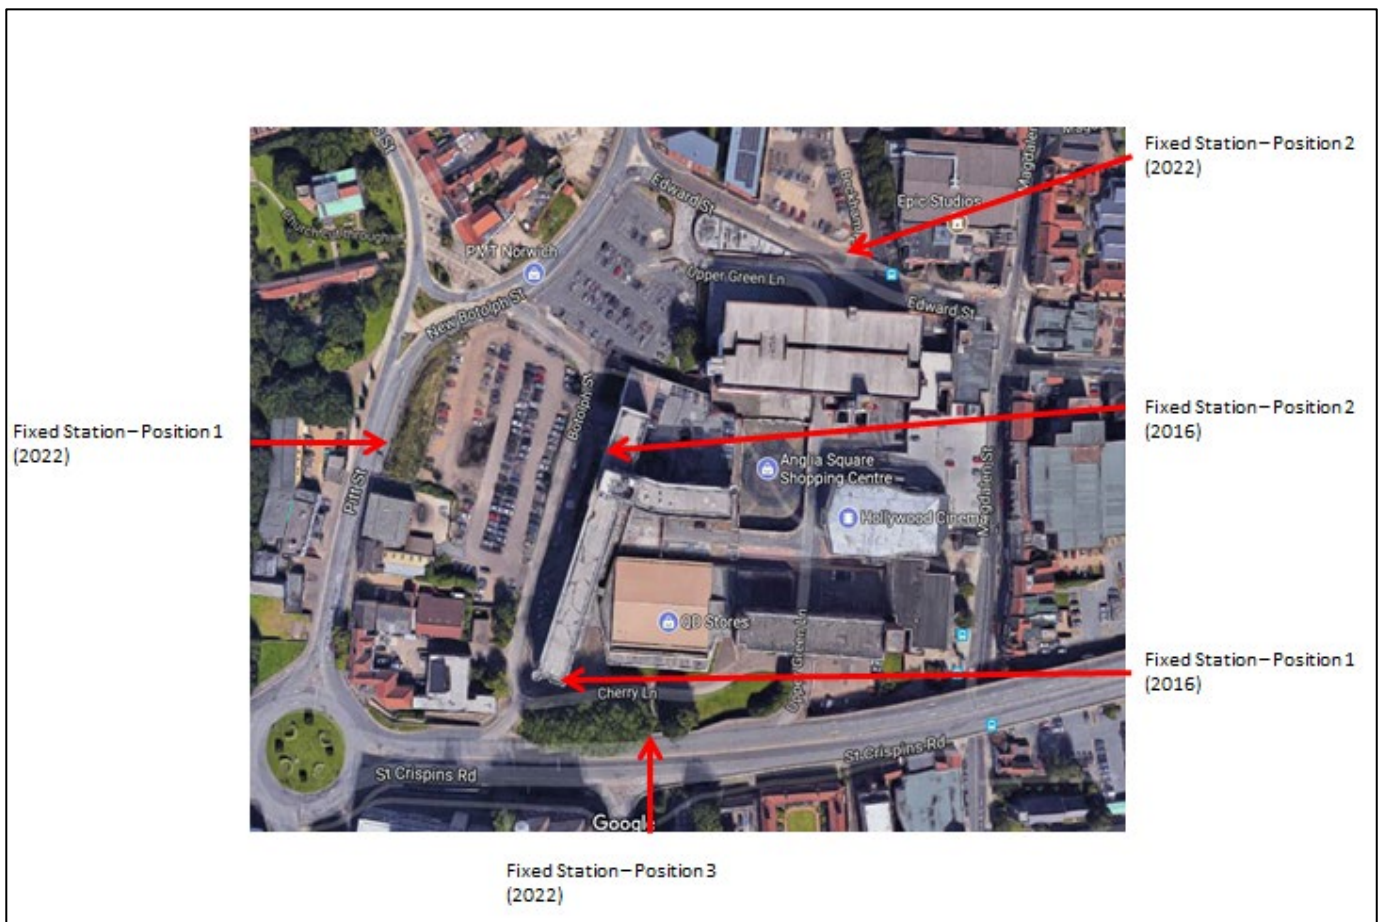 Fixed Station – Position 2
(2022)
Edward St
Epic Studios
Magdalen
PMT Norwich
Upper Green Ln
Edward St
New Botolph St
Botolph St
Fixed Station – Position 2
(2016)
Fixed Station – Position 1
(2022)
Anglia Square
Shopping Centre
Pitt St
Hollywood Cinema
Magdalen St
QD Stores
Upper Green Ln
Fixed Station – Position 1
(2016)
Cherry Ln
St Crispins Rd
St Crispins Rd
Google
Fixed Station – Position 3
(2022)